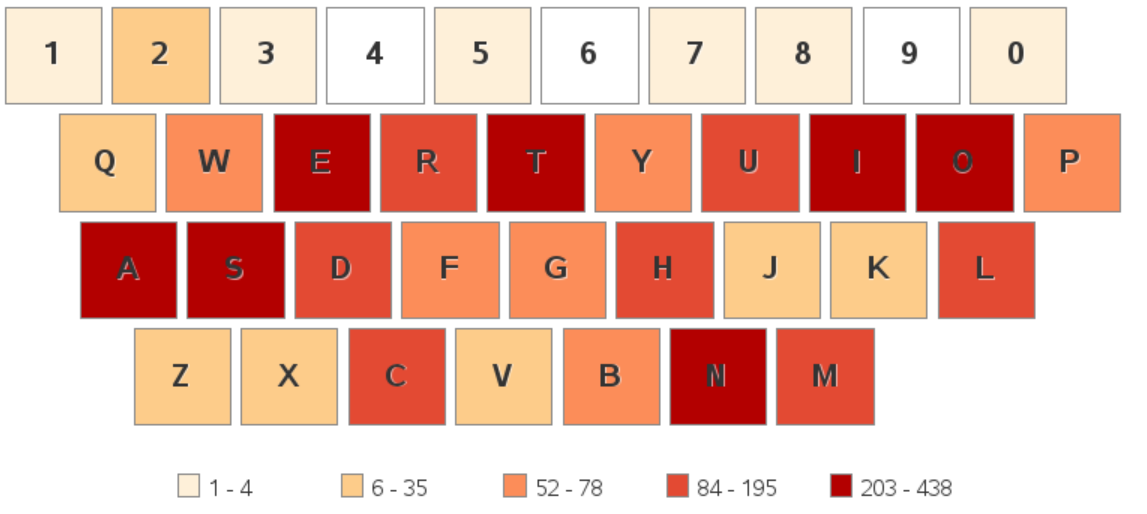 1 2 3 4 5 6 7 8 9 0
Q W E R T Y U I O P
A S D F G H J K L
Z X C V B N M
1 - 4 6 - 35 52 - 78 84 - 195 203 - 438